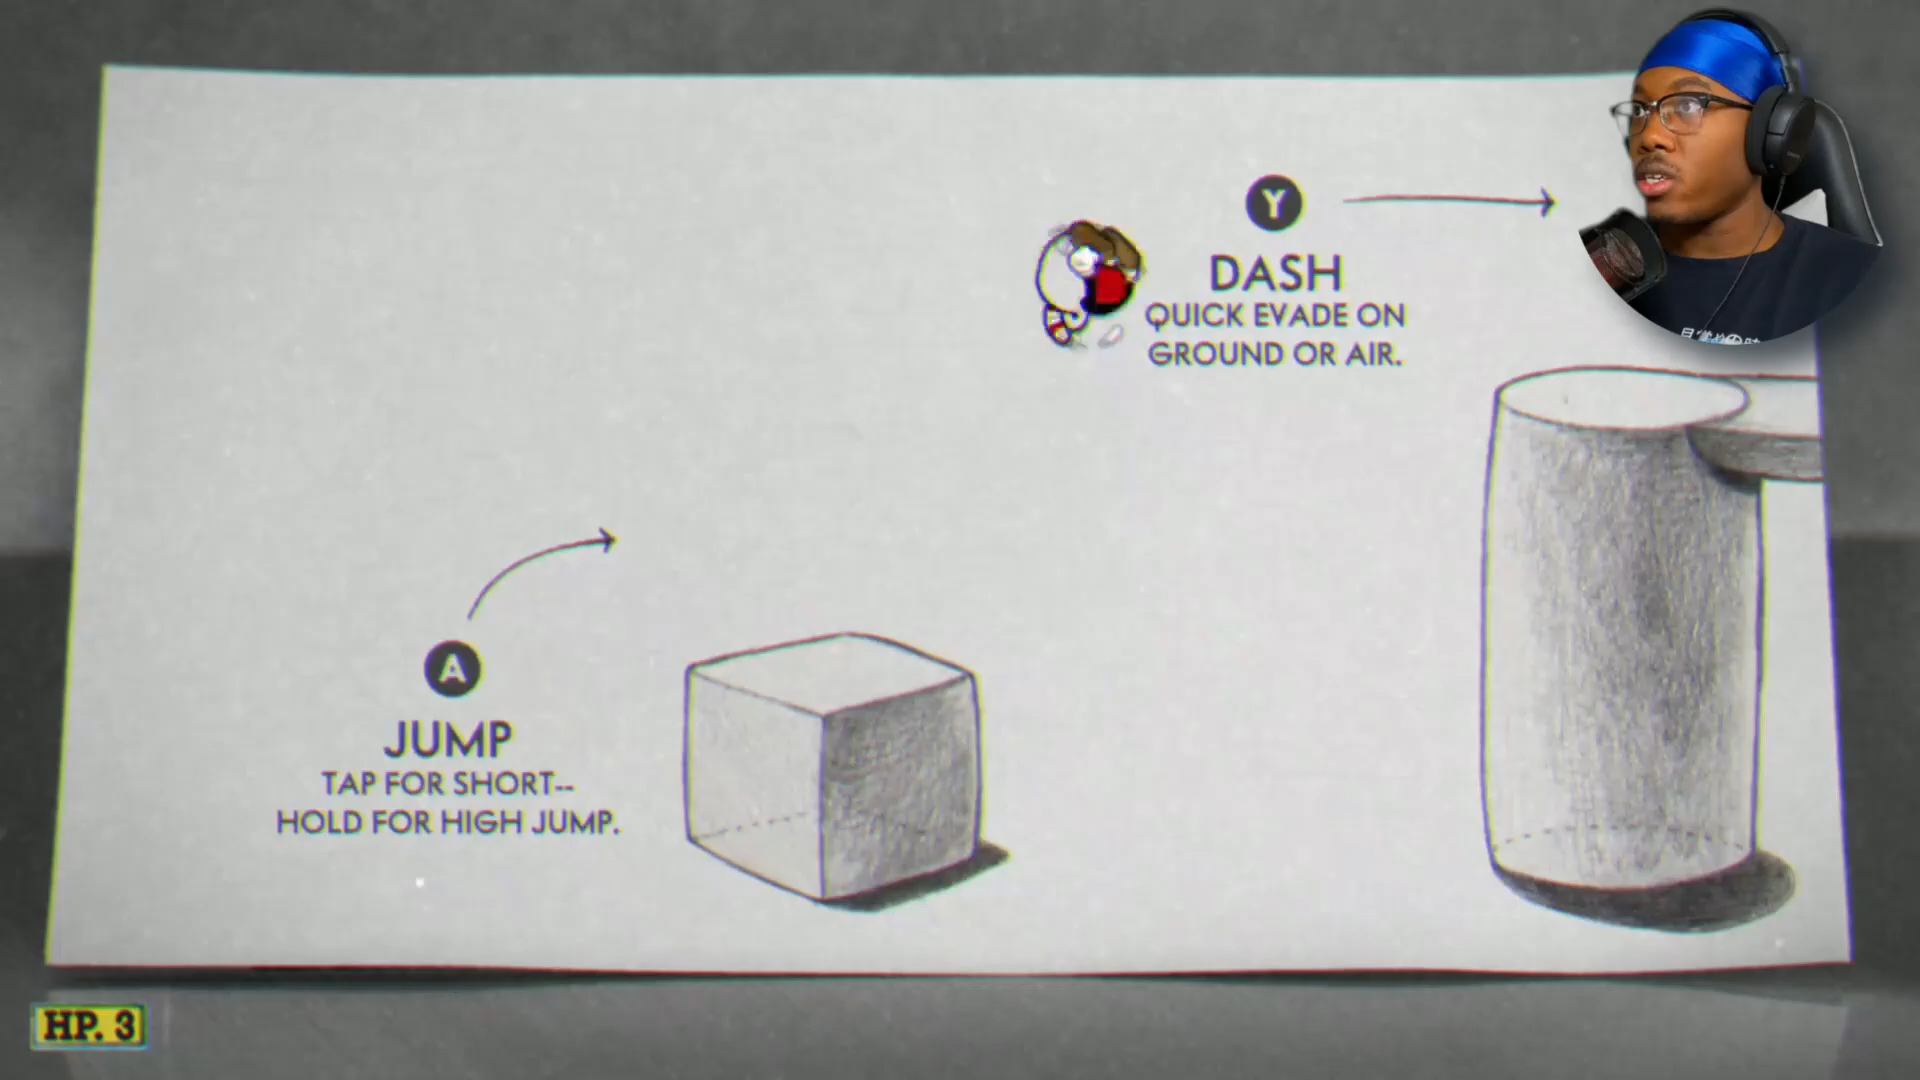 Y
DASH
QUICK EVADE ON
GROUND OR AIR.
A
JUMP
TAP FOR SHORT--
HOLD FOR HIGH JUMP.
HP. 3